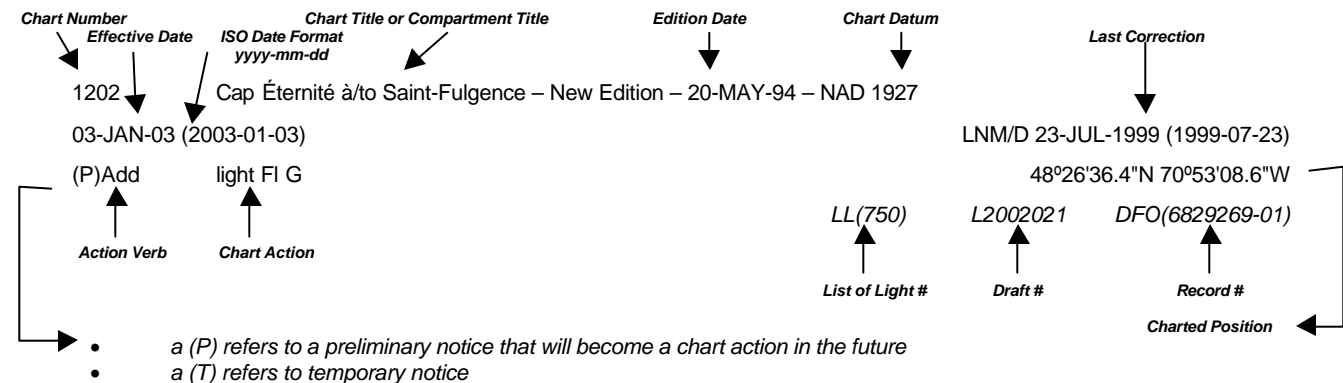 Chart Number Chart Title or Compartment Title Edition Date Chart Datum
Effective Date ISO Date Format Last Correction
yyyy-mm-dd
1202 Cap Éternité à/to Saint-Fulgence – New Edition – 20-MAY-94 – NAD 1927
03-JAN-03 (2003-01-03) LNM/D 23-JUL-1999 (1999-07-23)
(P)Add light Fl G 48º26'36.4"N 70º53'08.6"W
LL(750) L2002021 DFO(6829269-01)
Action Verb Chart Action
List of Light # Draft # Record #
Charted Position
• a (P) refers to a preliminary notice that will become a chart action in the future
• a (T) refers to temporary notice